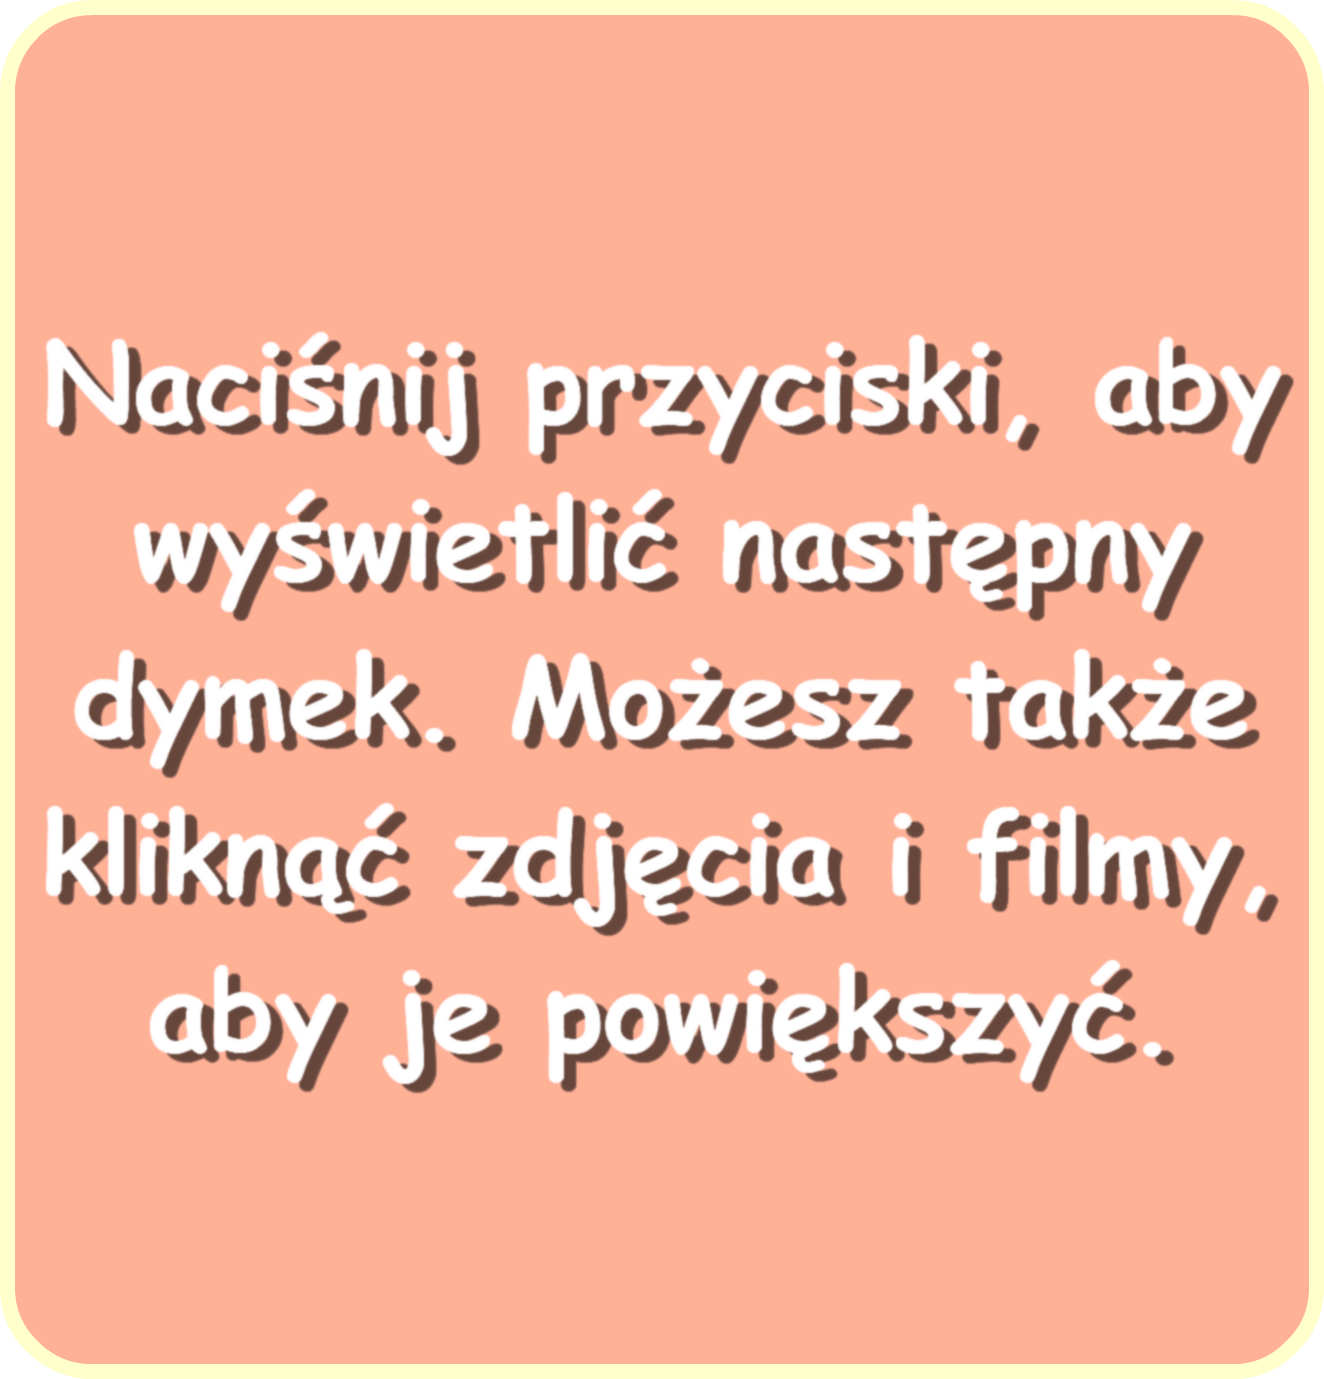 Naciśnij przyciski, aby
wyświetlić następny
dymek. Możesz także
kliknąć zdjęcia i filmy,
aby je powiększyć.